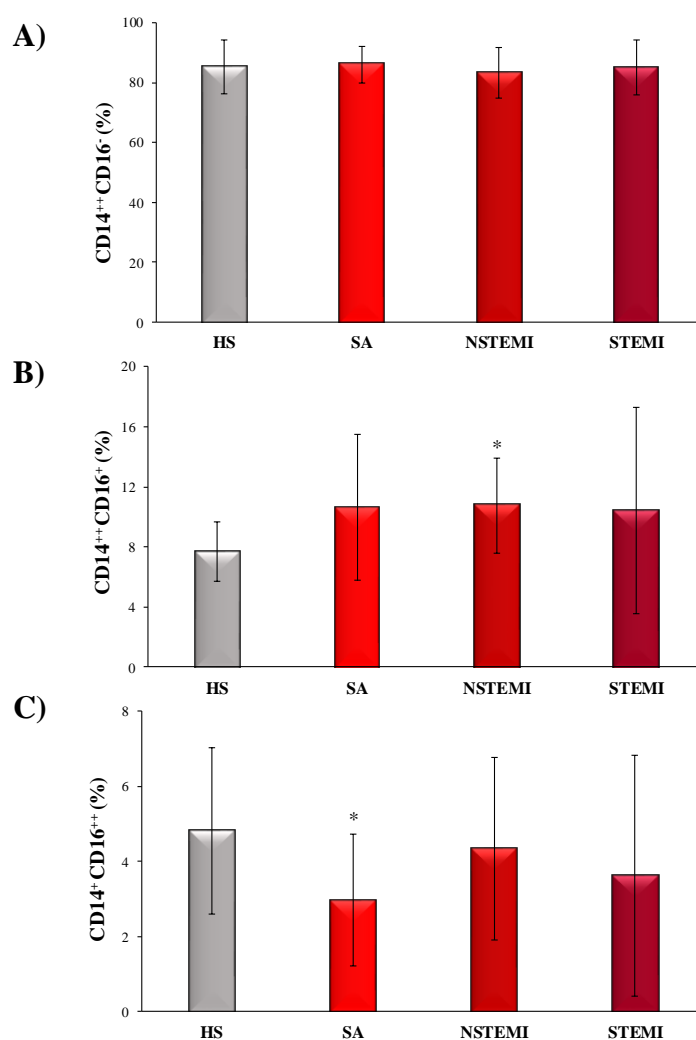 A)
CD14⁺⁺CD16⁻ (%)
100
80
60
40
20
0
HS SA NSTEMI STEMI
B)
CD14⁺⁺CD16⁺ (%)
20
16
12
8
*
4
0
HS SA NSTEMI STEMI
C)
CD14⁺CD16⁺⁺ (%)
8
6
*
4
2
0
HS SA NSTEMI STEMI